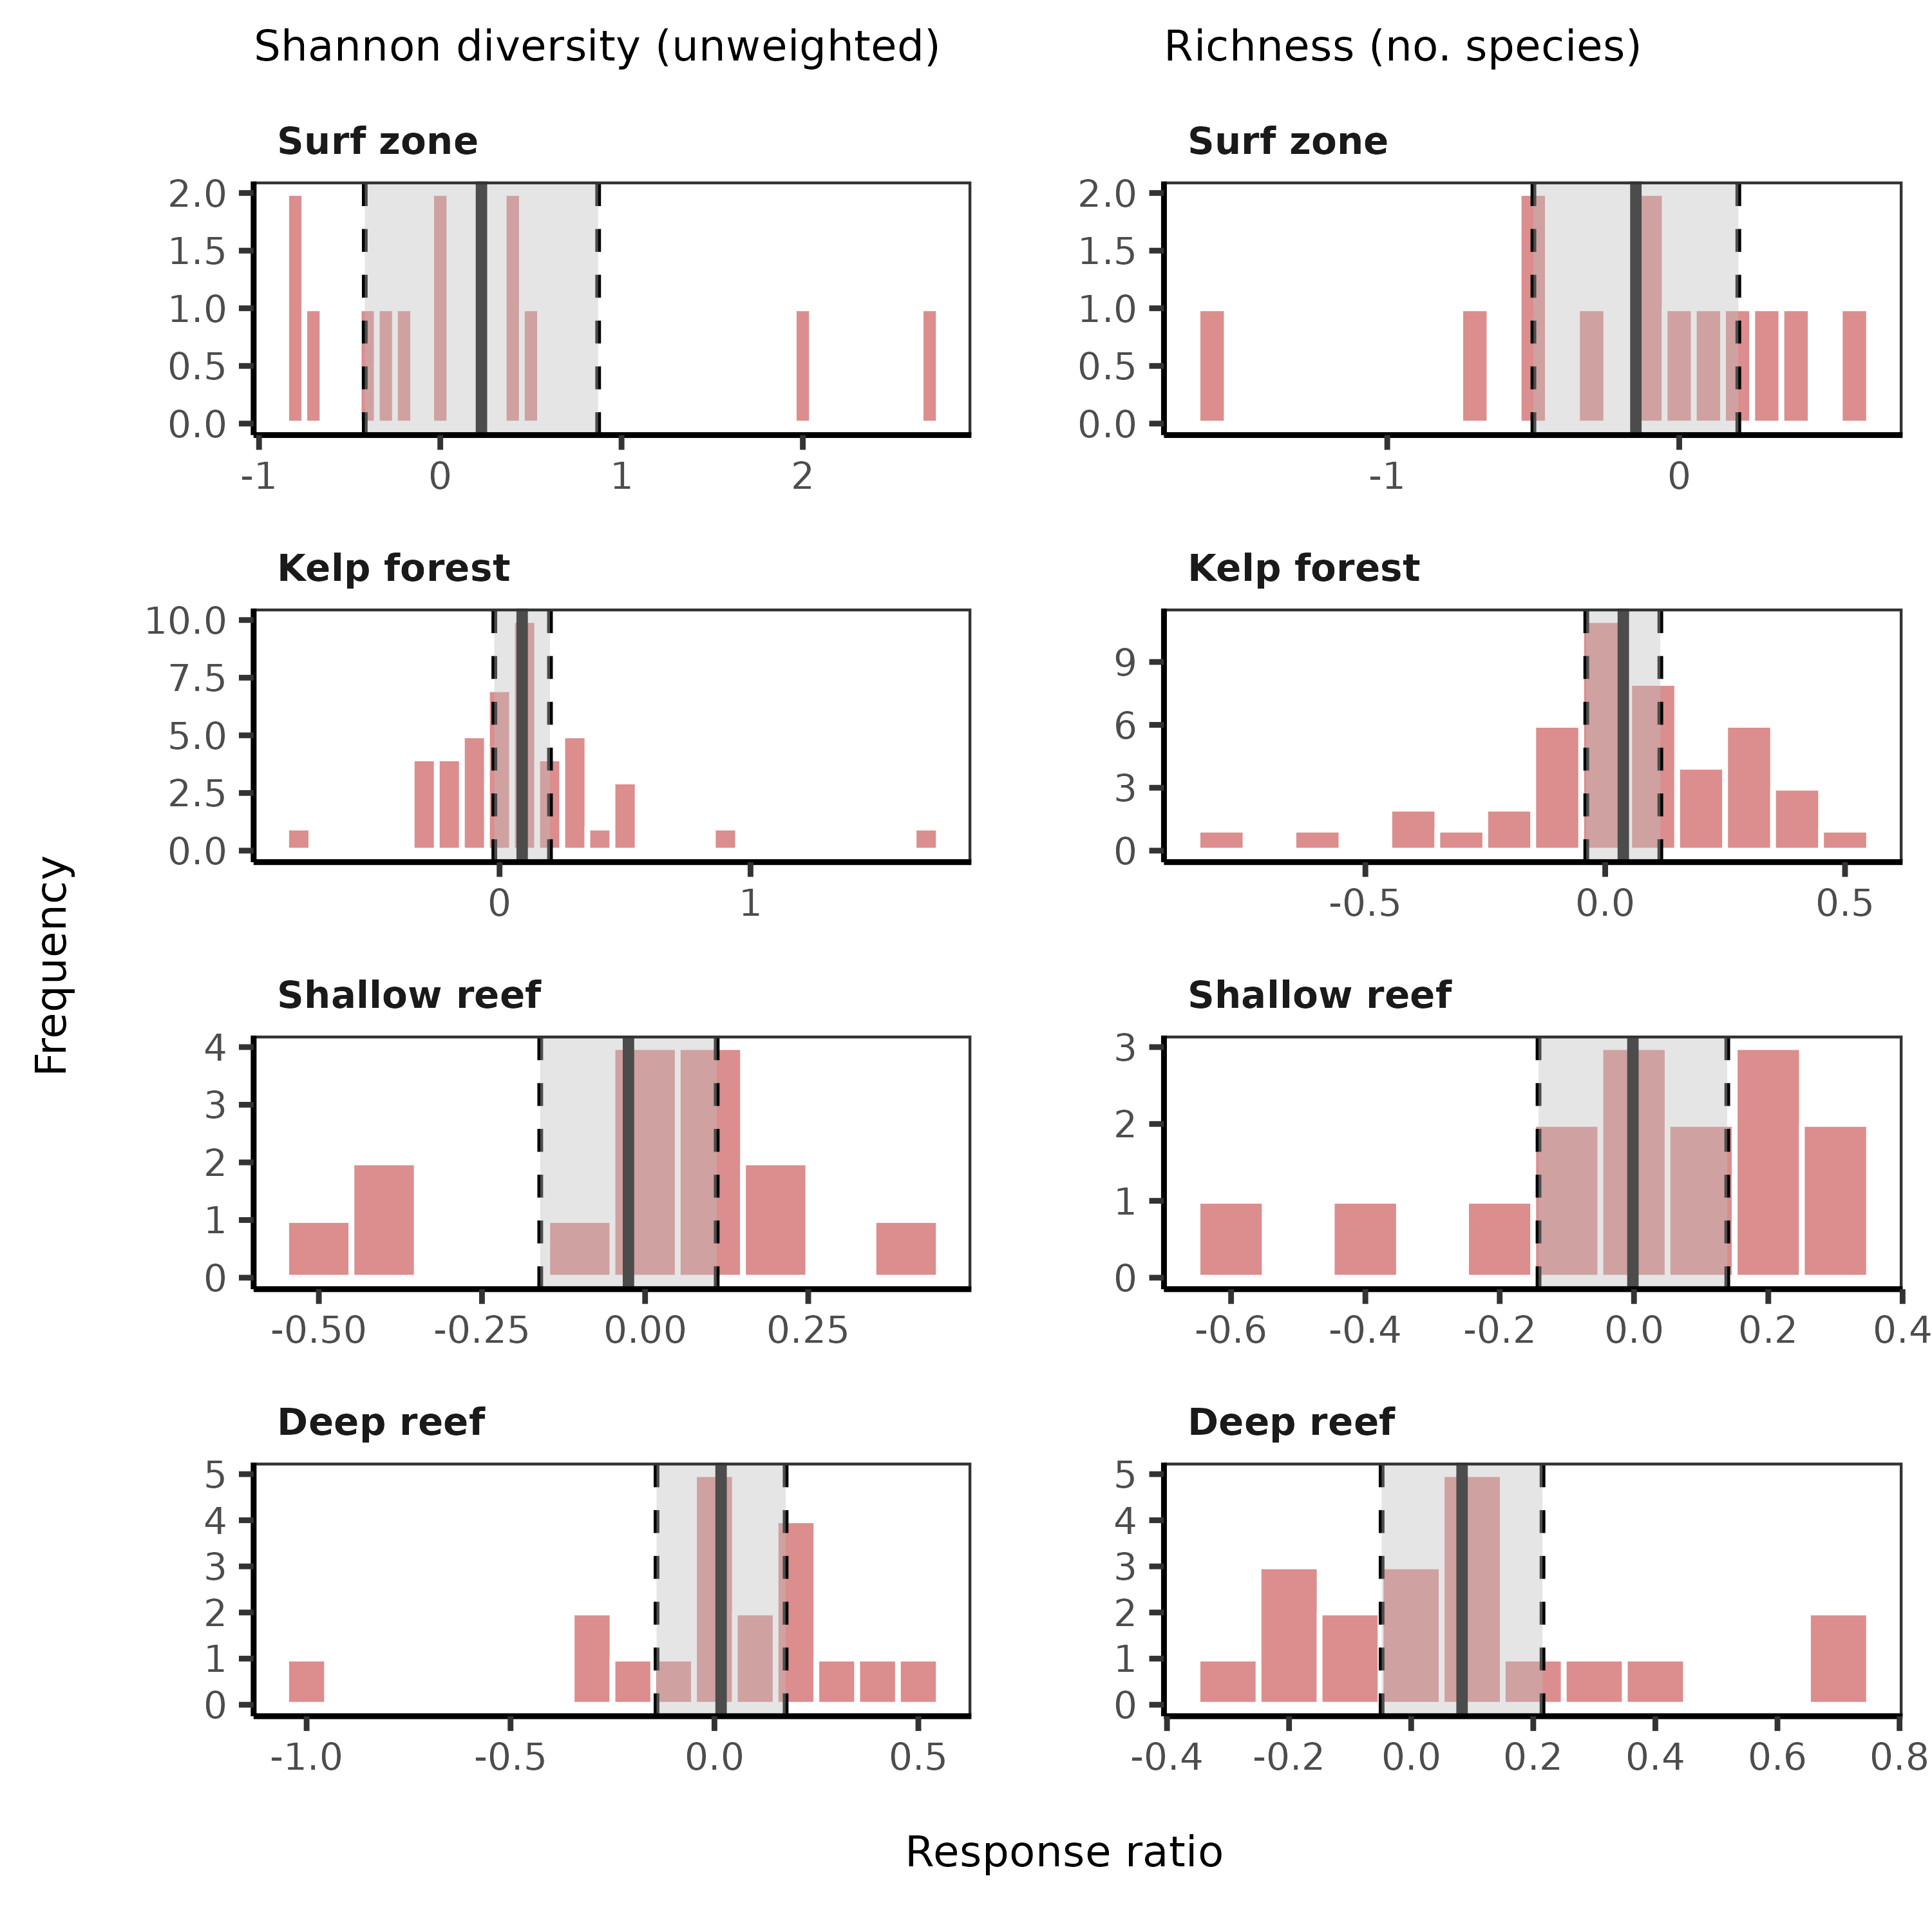 Shannon diversity (unweighted)
Richness (no. species)
Surf zone
2.0
1.5
1.0
0.5
0.0
-1 0 1 2
Surf zone
2.0
1.5
1.0
0.5
0.0
-1 0
Kelp forest
10.0
7.5
5.0
2.5
0.0
0 1
Kelp forest
9
6
3
0
-0.5 0.0 0.5
Frequency
Shallow reef
4
3
2
1
0
-0.50 -0.25 0.00 0.25
Shallow reef
3
2
1
0
-0.6 -0.4 -0.2 0.0 0.2 0.4
Deep reef
5
4
3
2
1
0
-1.0 -0.5 0.0 0.5
Deep reef
5
4
3
2
1
0
-0.4 -0.2 0.0 0.2 0.4 0.6 0.8
Response ratio